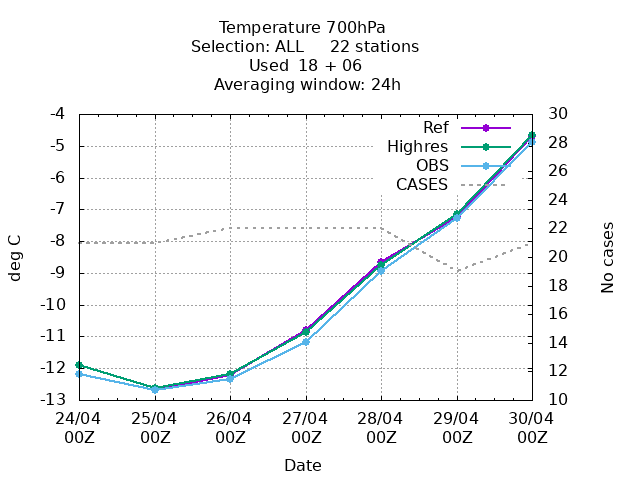 Temperature 700hPa
Selection: ALL     22 stations
Used  18 + 06
Averaging window: 24h
-4
-5
-6
-7
-8
-9
-10
-11
-12
-13
deg C
30
28
26
24
22
20
18
16
14
12
10
No cases
Ref
Highres
OBS
CASES
24/04 25/04 26/04 27/04 28/04 29/04 30/04
00Z 00Z 00Z 00Z 00Z 00Z 00Z
Date